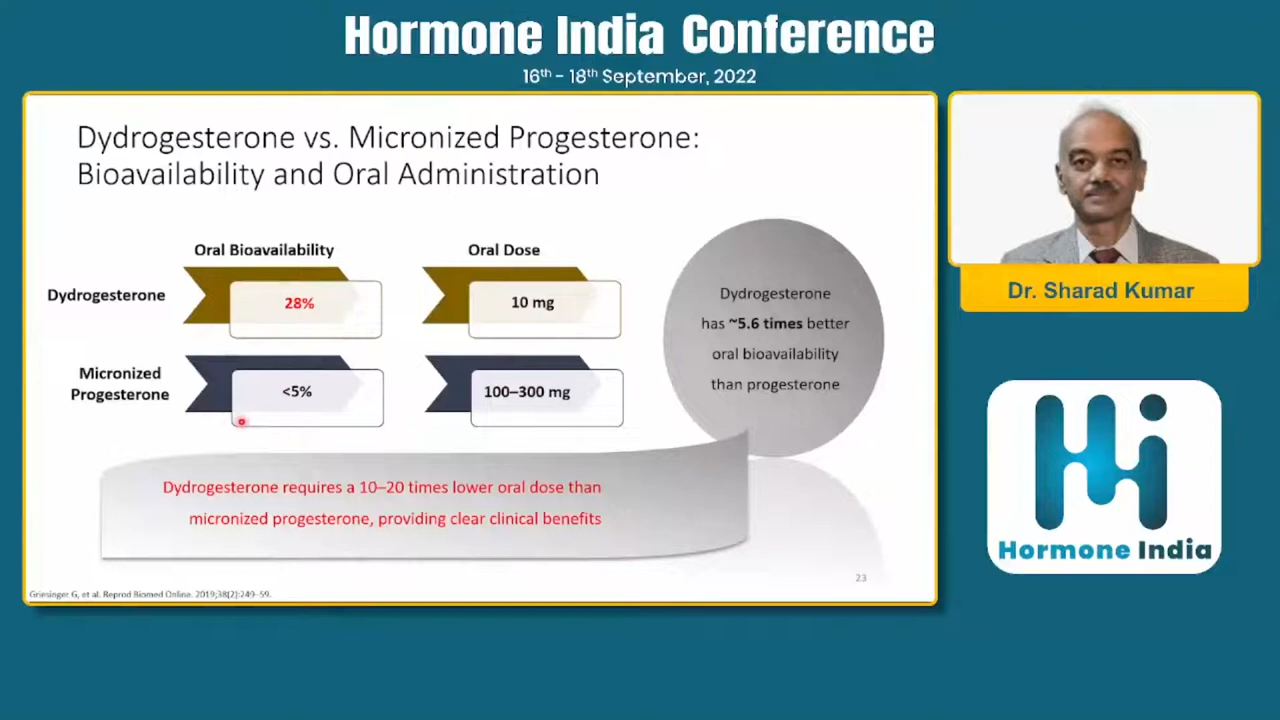 Hormone India Conference
16th - 18th September, 2022
Dydrogesterone vs. Micronized Progesterone:
Bioavailability and Oral Administration
Oral Bioavailability
Oral Dose
Dydrogesterone
28%
10 mg
Micronized
Progesterone
<5%
100–300 mg
Dydrogesterone
has ~5.6 times better
oral bioavailability
than progesterone
Dydrogesterone requires a 10–20 times lower oral dose than
micronized progesterone, providing clear clinical benefits
23
Griesinger G, et al. Reprod Biomed Online. 2019;38(2):249–59.
Dr. Sharad Kumar
Hi
Hormone India